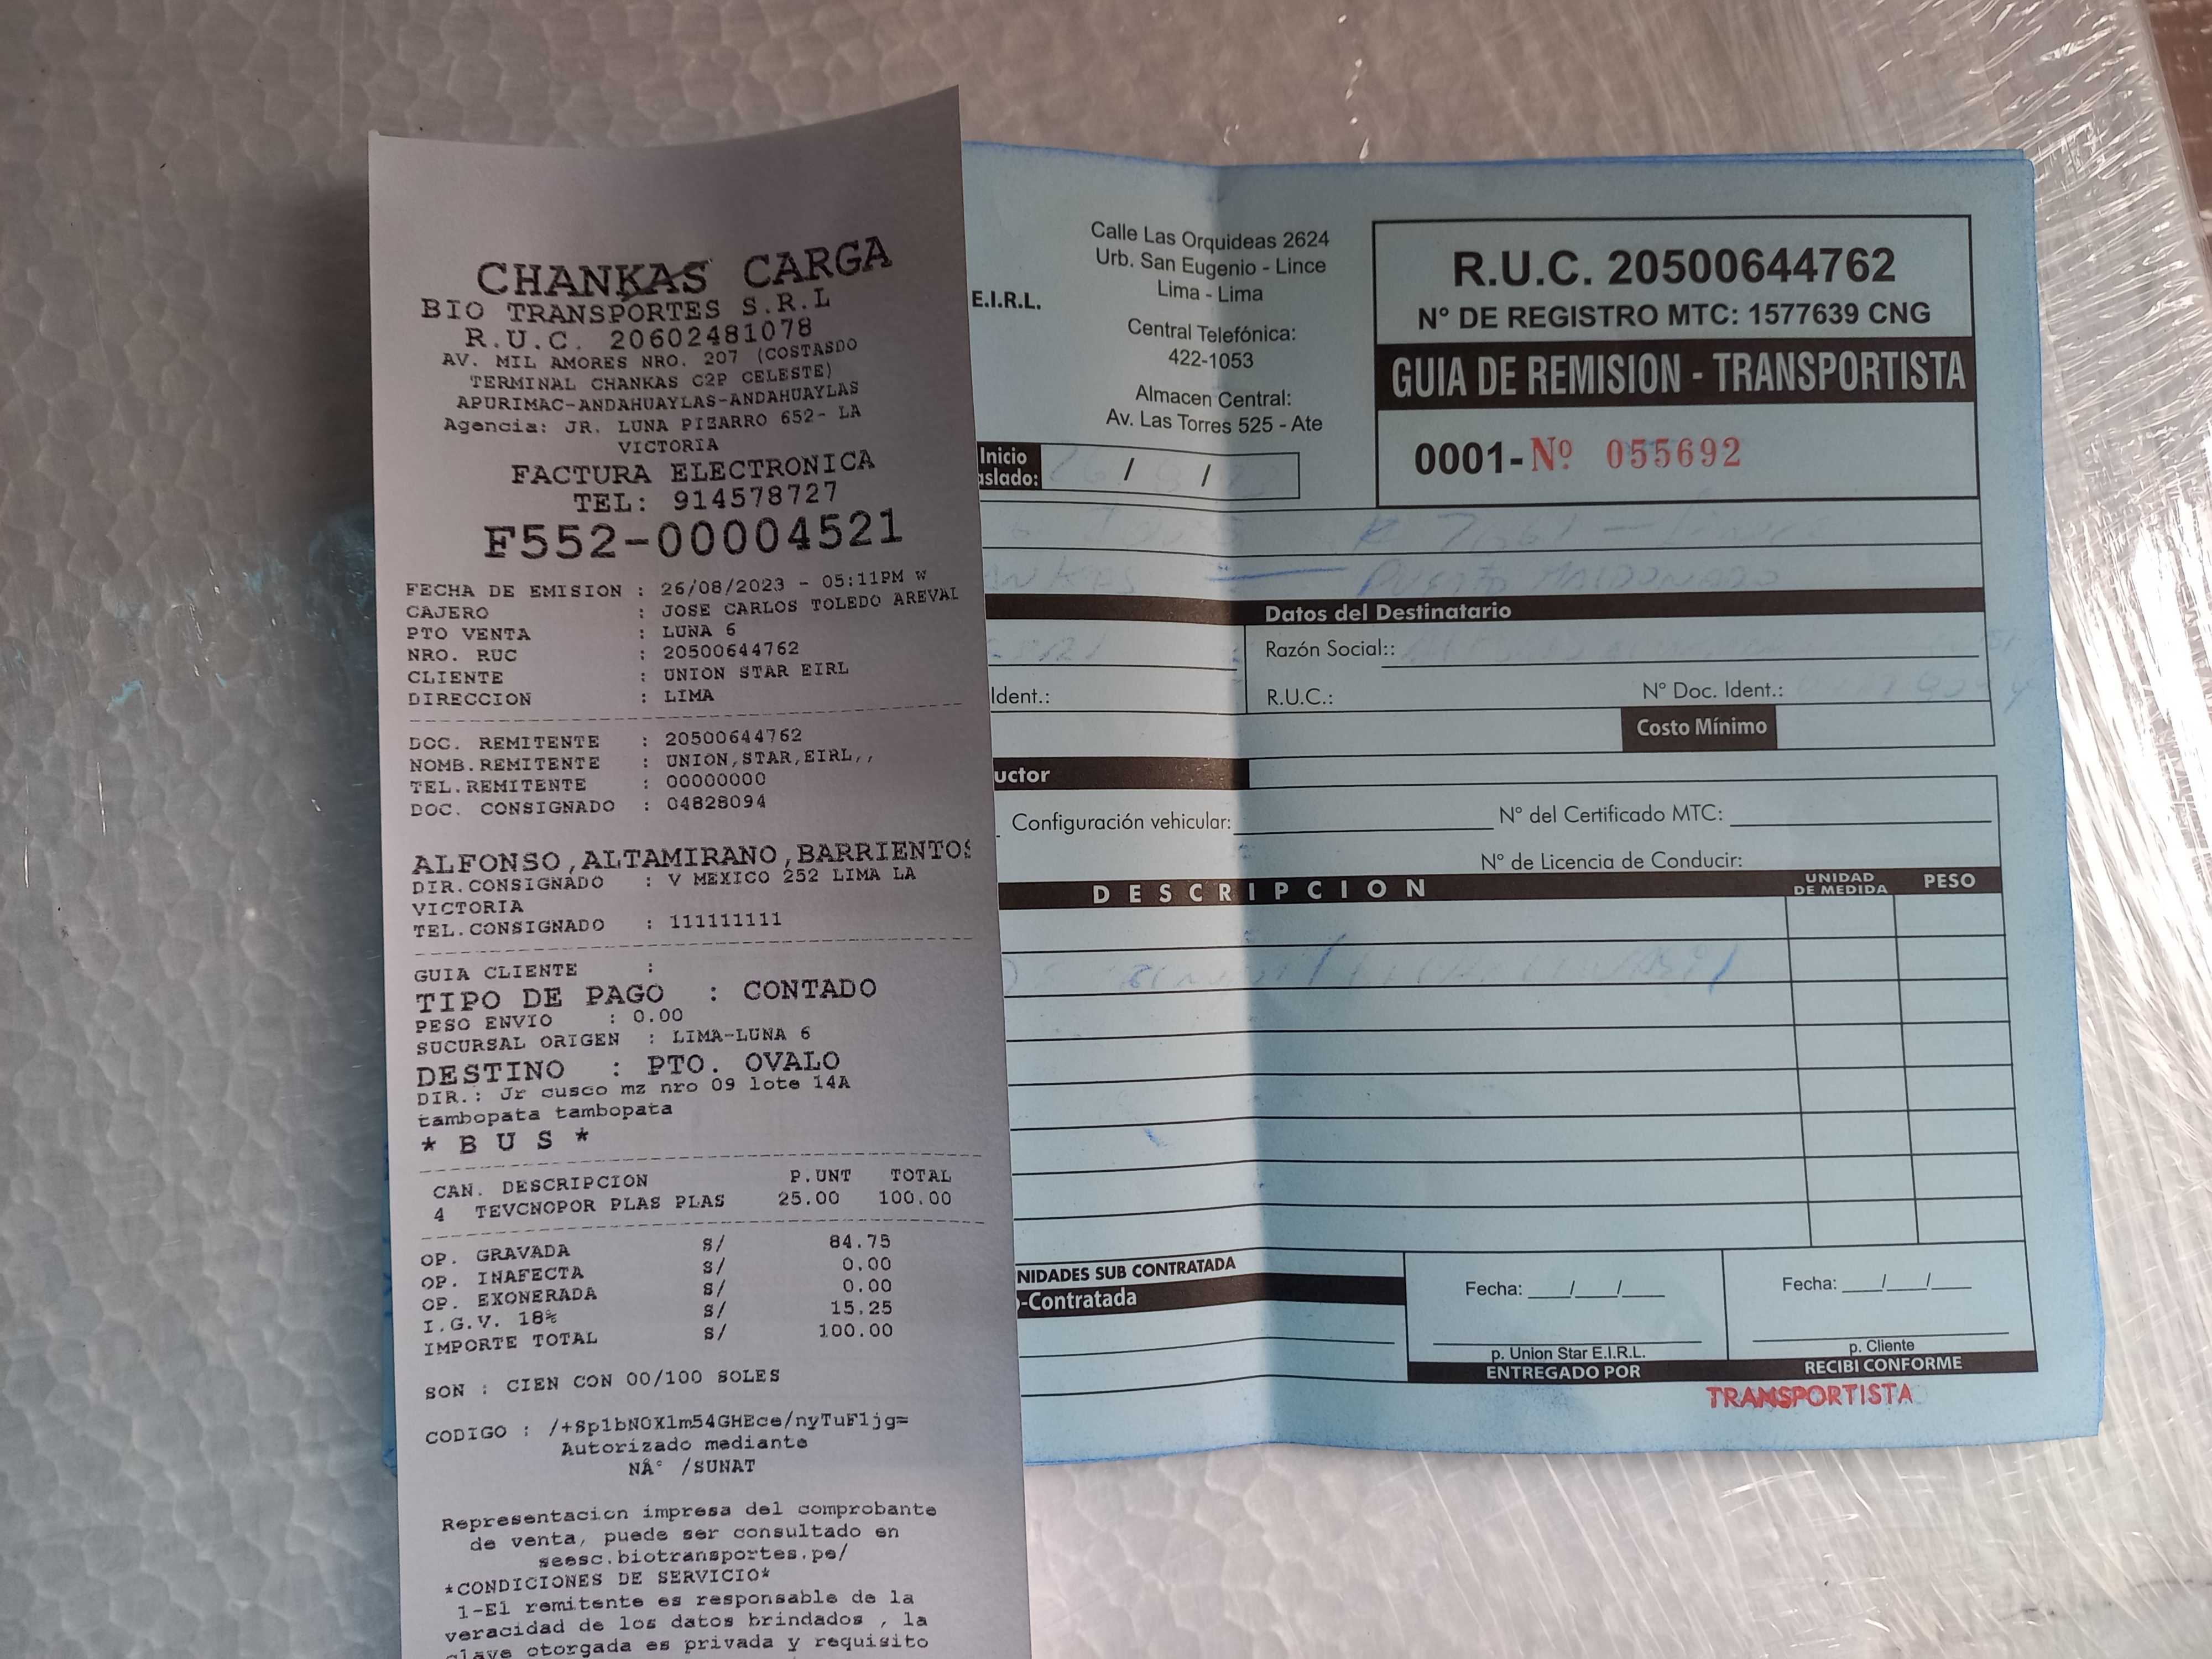 CHANKAS CARGA
BIO TRANSPORTES S.R.L
R.U.C. 20602481078
AV. MIL AMORES NRO. 207 (COSTASDO
TERMINAL CHANKAS C2P CELESTE)
APURIMAC-ANDAHUAYLAS-ANDAHUAYLAS
Agencia: JR. LUNA PIZARRO 652- LA
VICTORIA
FACTURA ELECTRONICA
TEL: 914578727
F552-00004521
FECHA DE EMISION : 26/08/2023 - 05:11PM w
CAJERO : JOSE CARLOS TOLEDO AREVAL
PTO VENTA : LUNA 6
NRO. RUC : 20500644762
CLIENTE : UNION STAR EIRL
DIRECCION : LIMA
DOC. REMITENTE : 20500644762
NOMB.REMITENTE : UNION,STAR,EIRL,,
TEL.REMITENTE : 00000000
DOC. CONSIGNADO : 04828094
ALFONSO,ALTAMIRANO,BARRIENTOS
DIR.CONSIGNADO : V MEXICO 252 LIMA LA
VICTORIA
TEL.CONSIGNADO : 111111111
GUIA CLIENTE :
TIPO DE PAGO : CONTADO
PESO ENVIO : 0.00
SUCURSAL ORIGEN : LIMA-LUNA 6
DESTINO : PTO. OVALO
DIR.: Jr cusco mz nro 09 lote 14A
tambopata tambopata
* B U S *
CAN. DESCRIPCION P.UNT TOTAL
4 TEVCNOPOR PLAS PLAS 25.00 100.00
OP. GRAVADA S/ 84.75
OP. INAFECTA S/ 0.00
OP. EXONERADA S/ 0.00
I.G.V. 18% S/ 15.25
IMPORTE TOTAL S/ 100.00
SON : CIEN CON 00/100 SOLES
CODIGO : /+Sp1bNOXlm54GHEce/nyTuF1jg=
Autorizado mediante
NÂ° /SUNAT
Representacion impresa del comprobante
de venta, puede ser consultado en
seesc.biotransportes.pe/
*CONDICIONES DE SERVICIO*
1-El remitente es responsable de la
veracidad de los datos brindados , la
clave otorgada es privada y requisito
E.I.R.L.
Calle Las Orquideas 2624
Urb. San Eugenio - Lince
Lima - Lima
Central Telefónica:
422-1053
Almacen Central:
Av. Las Torres 525 - Ate
R.U.C. 20500644762
N° DE REGISTRO MTC: 1577639 CNG
GUIA DE REMISION - TRANSPORTISTA
0001-Nº 055692
Inicio
aslado: / /
PUERTO MALDONADO
Datos del Destinatario
Razón Social::
Ident.:
R.U.C.: N° Doc. Ident.:
Costo Mínimo
uctor
Configuración vehicular: N° del Certificado MTC:
N° de Licencia de Conducir:
DESCRIPCION UNIDAD DE MEDIDA PESO
NIDADES SUB CONTRATADA
-Contratada
Fecha: / / Fecha: / /
p. Union Star E.I.R.L. p. Cliente
ENTREGADO POR RECIBI CONFORME
TRANSPORTISTA